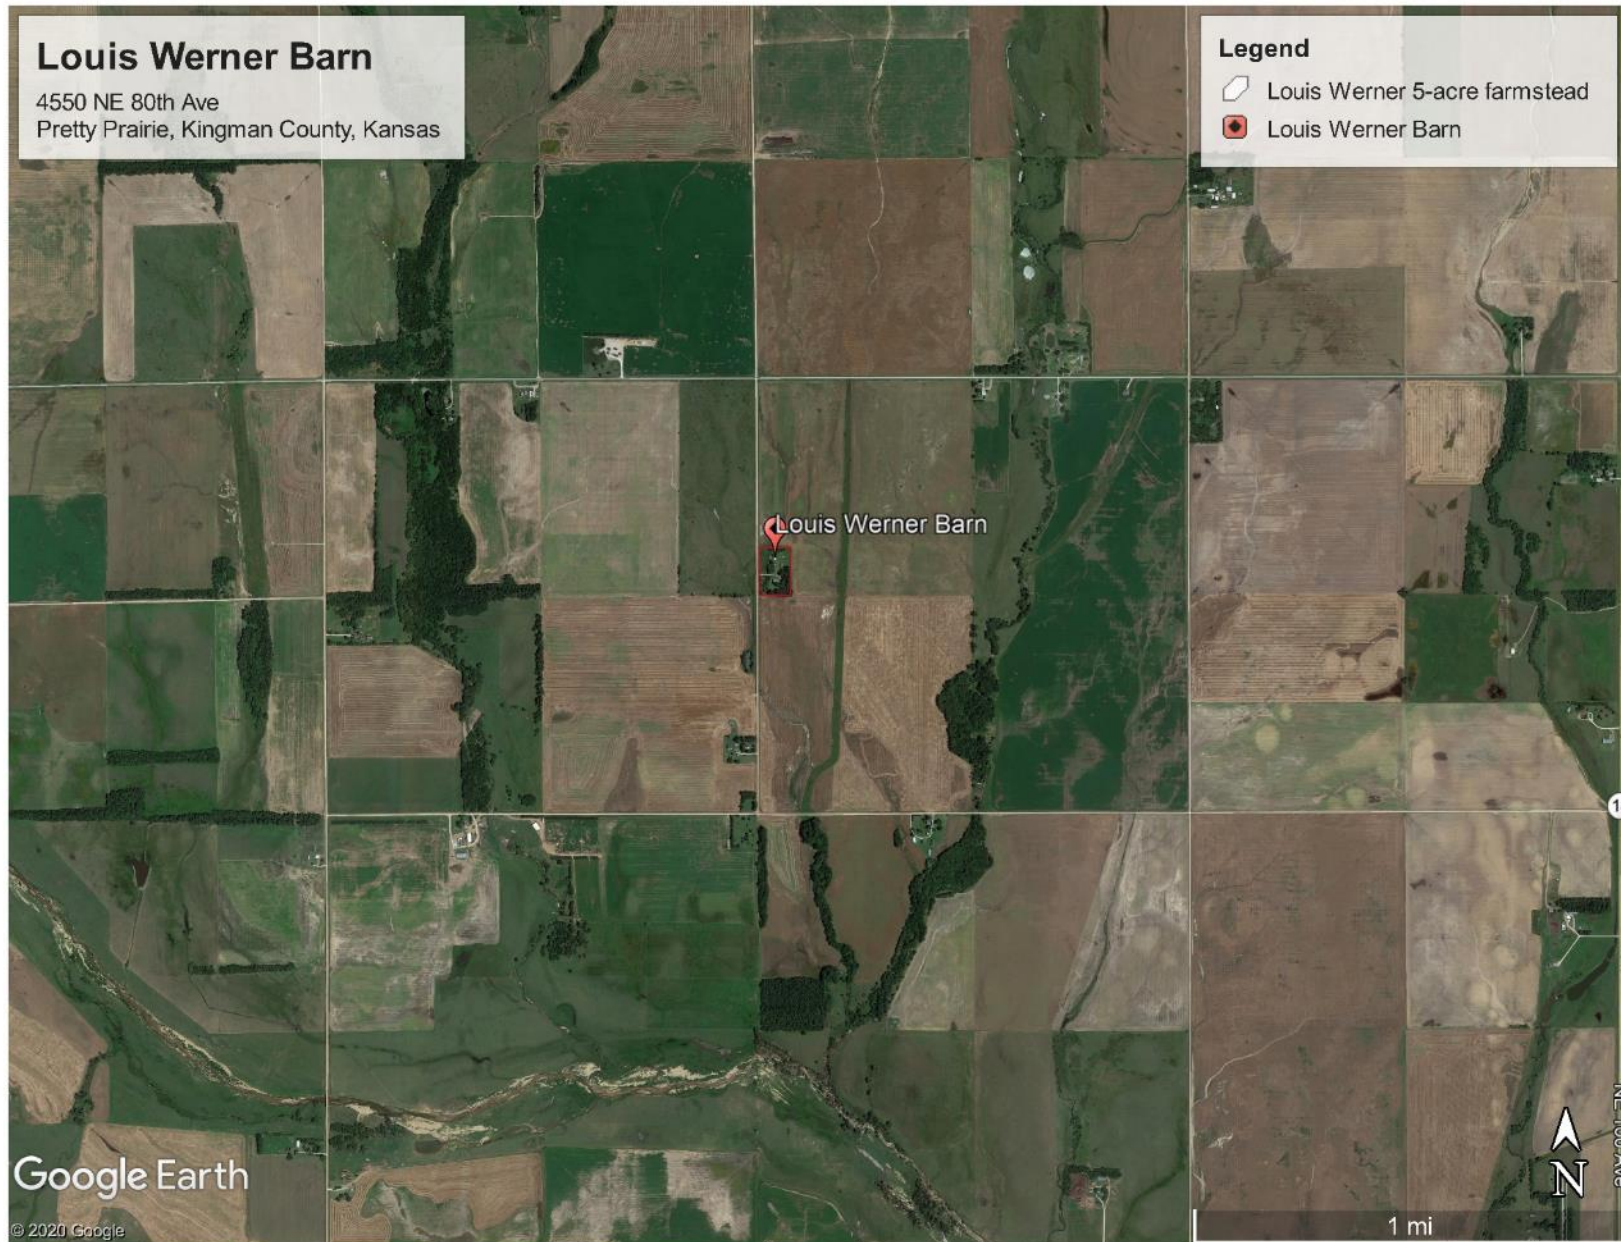 Louis Werner Barn
4550 NE 80th Ave
Pretty Prairie, Kingman County, Kansas
Legend
Louis Werner 5-acre farmstead
Louis Werner Barn
Louis Werner Barn
1
N
Google Earth
© 2020 Google
1 mi